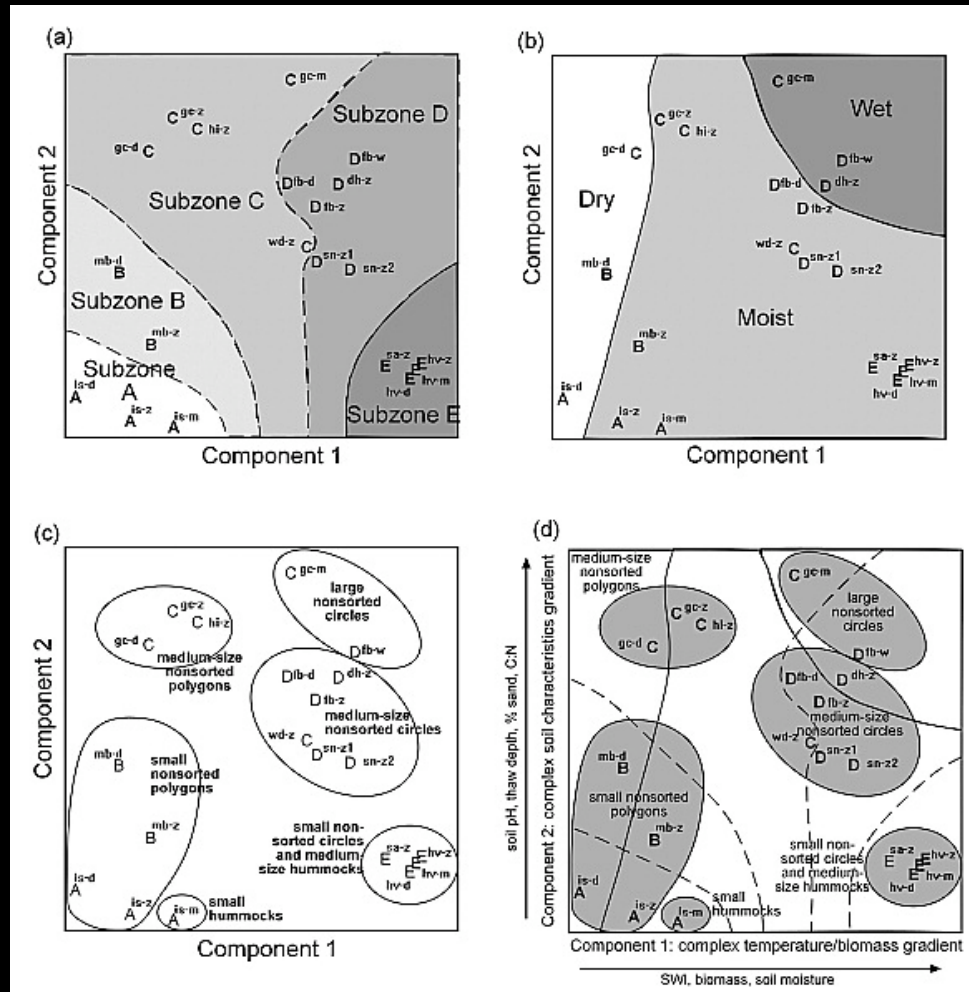 (a)
C gc-m
C gc-z
C hi-z
gc-d C
Subzone D
D fb-w
D fb-d
D dh-z
D fb-z
Subzone C
wd-z C
D sn-z1
D sn-z2
mb-d
B
Subzone B
mb-z
B
Subzone
A
is-d
A
is-z
A
is-m
A
sa-z
E
hv-z
E
E
E
hv-m
hv-d
Subzone E
Component 2
Component 1
(b)
C gc-m
Wet
C gc-z
C hi-z
gc-d C
D fb-w
D fb-d
D dh-z
D fb-z
Dry
wd-z C
D sn-z1
D sn-z2
mb-d
B
Moist
mb-z
B
is-d
A
is-z
A
is-m
A
sa-z
E
hv-z
E
E
E
hv-m
hv-d
Component 2
Component 1
(c)
C gc-m
large
nonsorted
circles
C gc-z
C hi-z
gc-d C
medium-size
nonsorted
polygons
D fb-w
D fb-d
D dh-z
D fb-z
medium-size
nonsorted circles
wd-z C
D sn-z1
D sn-z2
mb-d
B
small
nonsorted
polygons
mb-z
B
small non-
sorted circles
and medium-
size hummocks
sa-z
E
hv-z
E
E
E
hv-m
hv-d
is-d
A
is-z
A
is-m
A
small
hummocks
Component 2
Component 1
(d)
medium-size
nonsorted
polygons
C gc-m
large
nonsorted
circles
C gc-z
C hi-z
gc-d C
D fb-w
D fb-d
D dh-z
D fb-z
medium-size
nonsorted
circles
wd-z C
D sn-z1
D sn-z2
mb-d
B
small nonsorted
polygons
mb-z
B
small non-
sorted circles
and medium-
size hummocks
sa-z
E
hv-z
E
E
E
hv-m
hv-d
is-d
A
is-z
A
is-m
A
small
hummocks
soil pH, thaw depth, % sand, C:N
Component 2: complex soil characteristics gradient
Component 1: complex temperature/biomass gradient
SWI, biomass, soil moisture